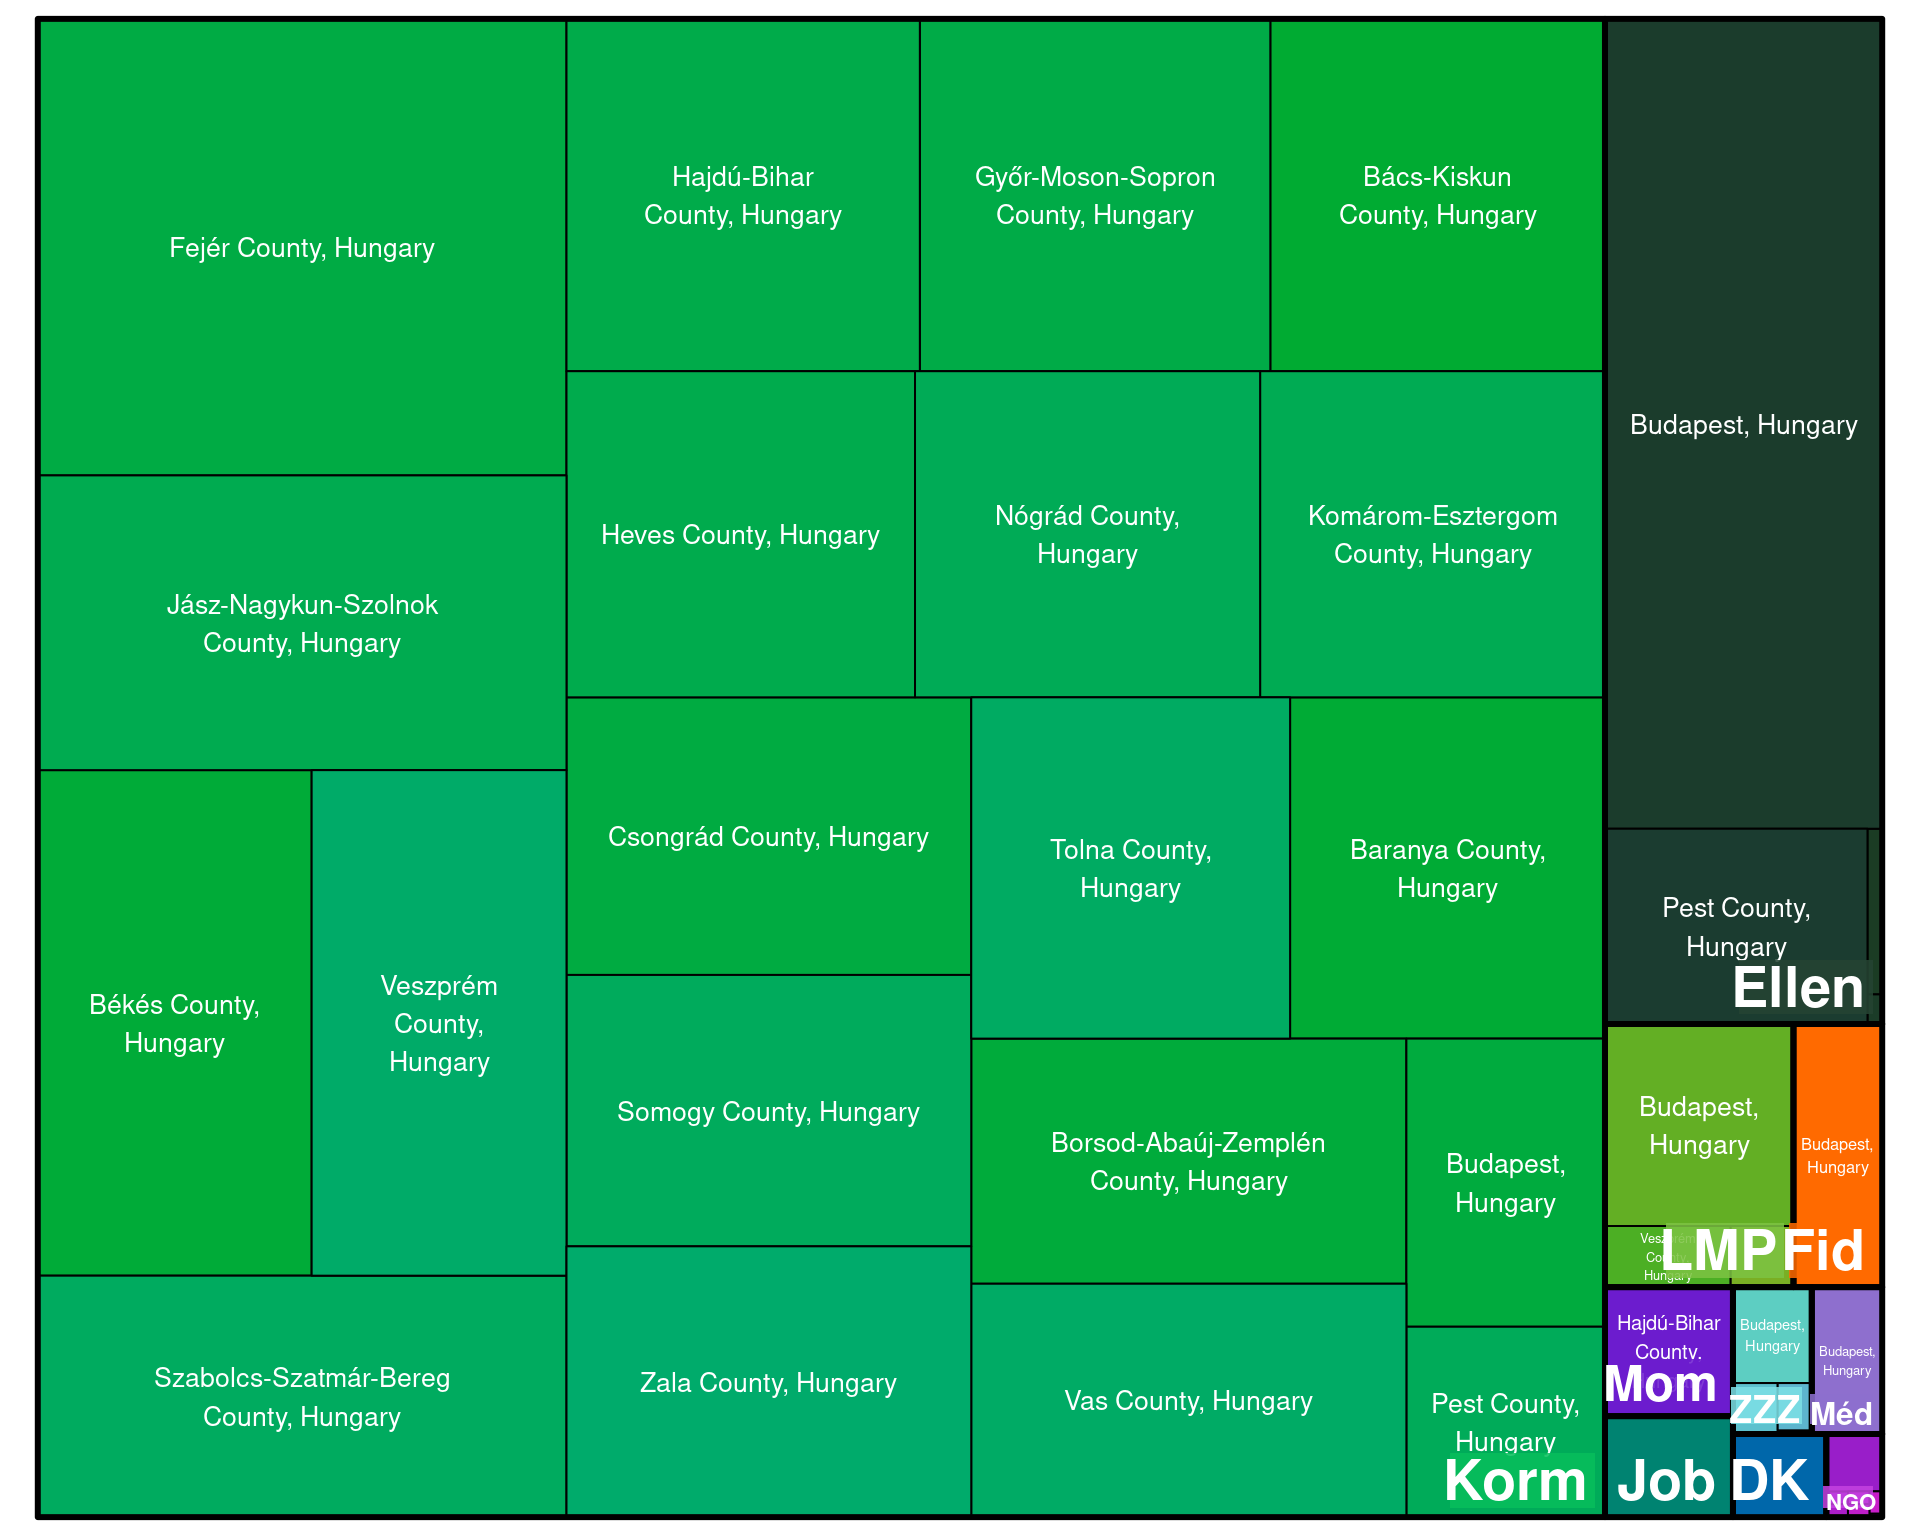 Fejér County, Hungary
Hajdú-Bihar
County, Hungary
Győr-Moson-Sopron
County, Hungary
Bács-Kiskun
County, Hungary
Budapest, Hungary
Jász-Nagykun-Szolnok
County, Hungary
Heves County, Hungary
Nógrád County,
Hungary
Komárom-Esztergom
County, Hungary
Békés County,
Hungary
Veszprém
County,
Hungary
Csongrád County, Hungary
Tolna County,
Hungary
Baranya County,
Hungary
Pest County,
Hungary
Ellen
Somogy County, Hungary
Borsod-Abaúj-Zemplén
County, Hungary
Budapest,
Hungary
Budapest,
Hungary
Budapest,
Hungary
Veszprém
County,
Hungary
LMP
Fid
Szabolcs-Szatmár-Bereg
County, Hungary
Zala County, Hungary
Vas County, Hungary
Pest County,
Hungary
Korm
Hajdú-Bihar
County,
Mom
Budapest,
Hungary
ZZZ
Budapest,
Hungary
Méd
Job
DK
NGO